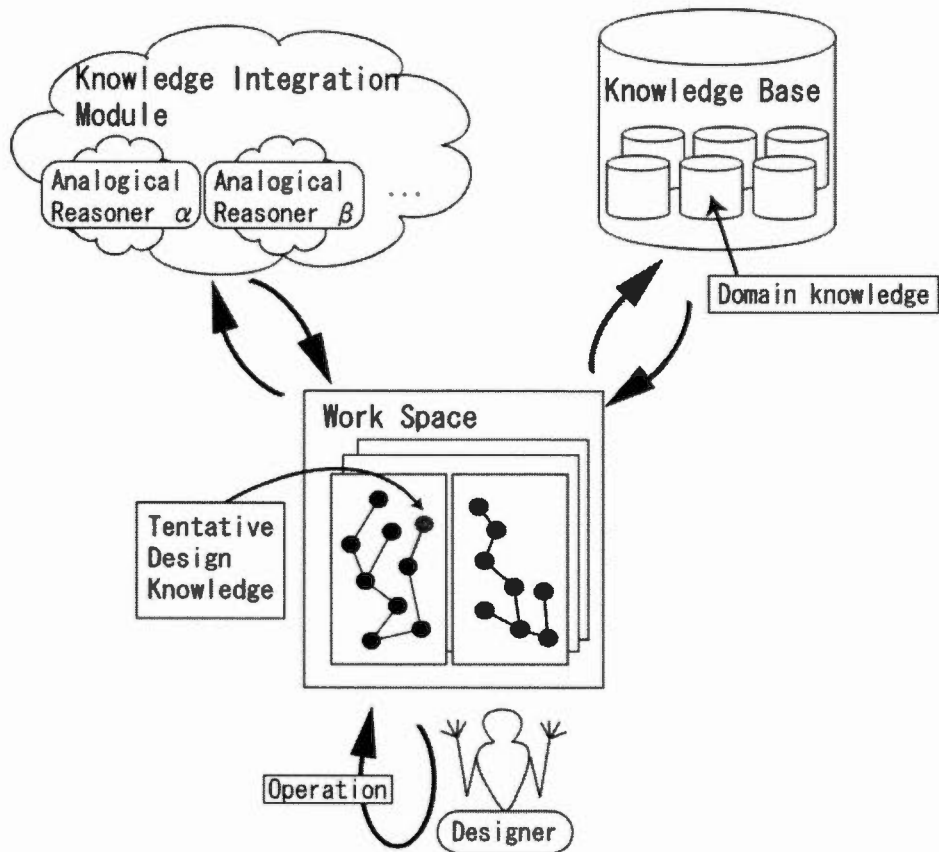 Knowledge Integration
Module
Analogical
Reasoner α
Analogical
Reasoner β
...
Knowledge Base
Domain knowledge
Work Space
Tentative
Design
Knowledge
Operation
Designer